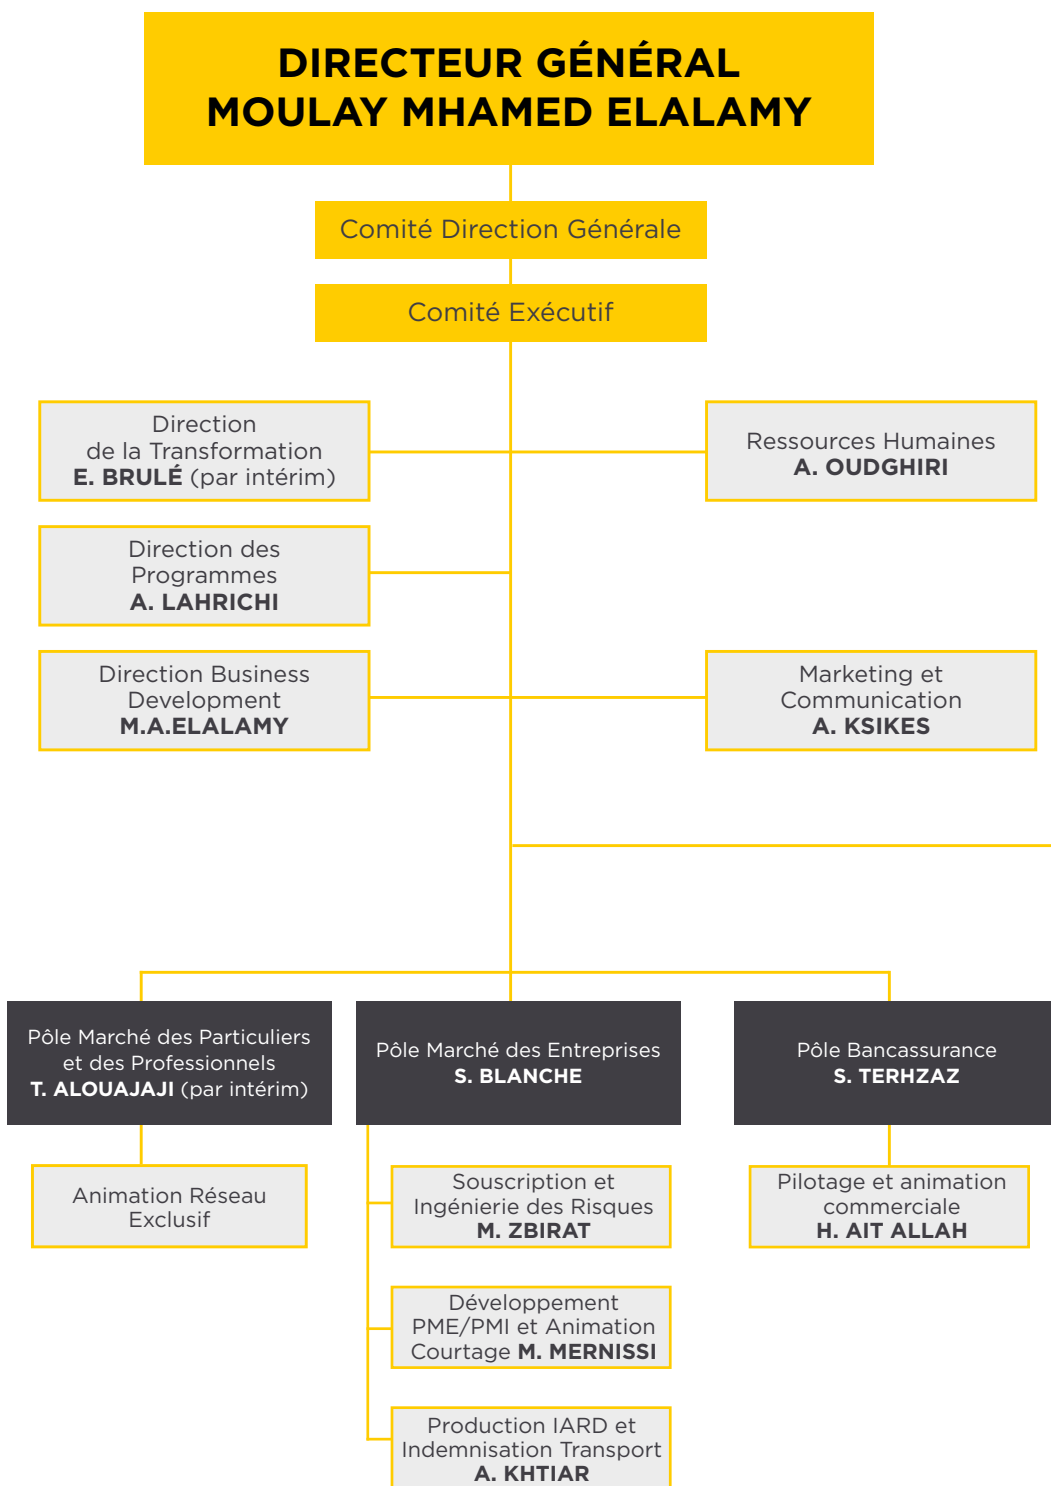 DIRECTEUR GÉNÉRAL
MOULAY MHAMED ELALAMY
Comité Direction Générale
Comité Exécutif
Direction
de la Transformation
E. BRULÉ (par intérim)
Ressources Humaines
A. OUDGHIRI
Direction des
Programmes
A. LAHRICHI
Direction Business
Development
M.A.ELALAMY
Marketing et
Communication
A. KSIKES
Pôle Marché des Particuliers
et des Professionnels
T. ALOUAJAJI (par intérim)
Pôle Marché des Entreprises
S. BLANCHE
Pôle Bancassurance
S. TERHZAZ
Animation Réseau
Exclusif
Souscription et
Ingénierie des Risques
M. ZBIRAT
Pilotage et animation
commerciale
H. AIT ALLAH
Développement
PME/PMI et Animation
Courtage M. MERNISSI
Production IARD et
Indemnisation Transport
A. KHTIAR